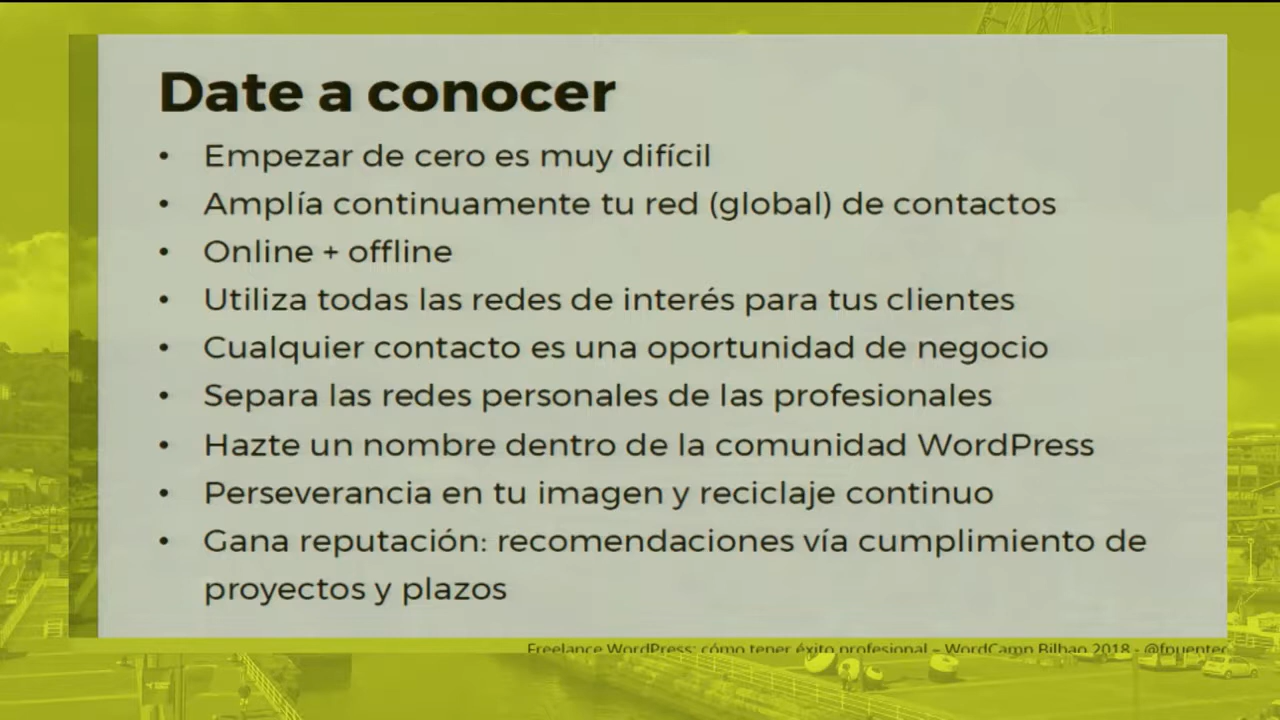 Date a conocer
• Empezar de cero es muy difícil
• Amplía continuamente tu red (global) de contactos
• Online + offline
• Utiliza todas las redes de interés para tus clientes
• Cualquier contacto es una oportunidad de negocio
• Separa las redes personales de las profesionales
• Hazte un nombre dentro de la comunidad WordPress
• Perseverancia en tu imagen y reciclaje continuo
• Gana reputación: recomendaciones vía cumplimiento de
proyectos y plazos
Freelance WordPress: cómo tener éxito profesional – WordCamp Bilbao 2018 - @fpuentec